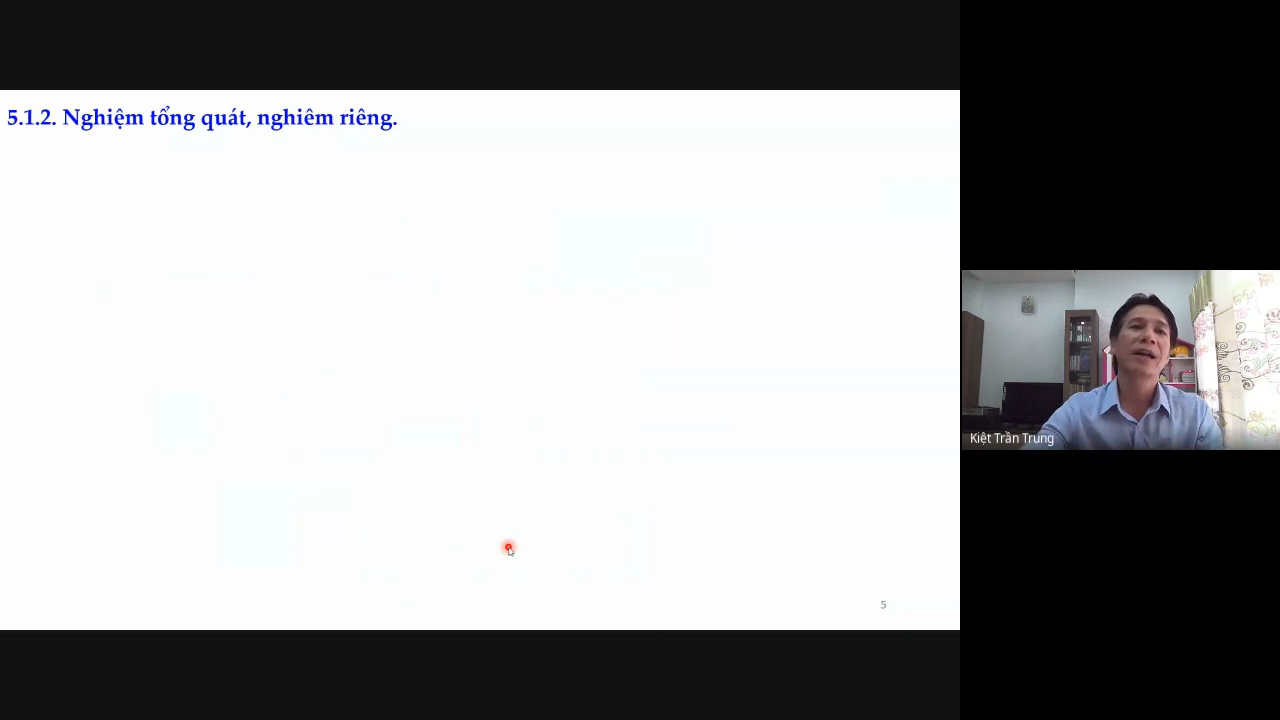 5.1.2. Nghiệm tổng quát, nghiêm riêng.
Kiệt Trần Trung
5